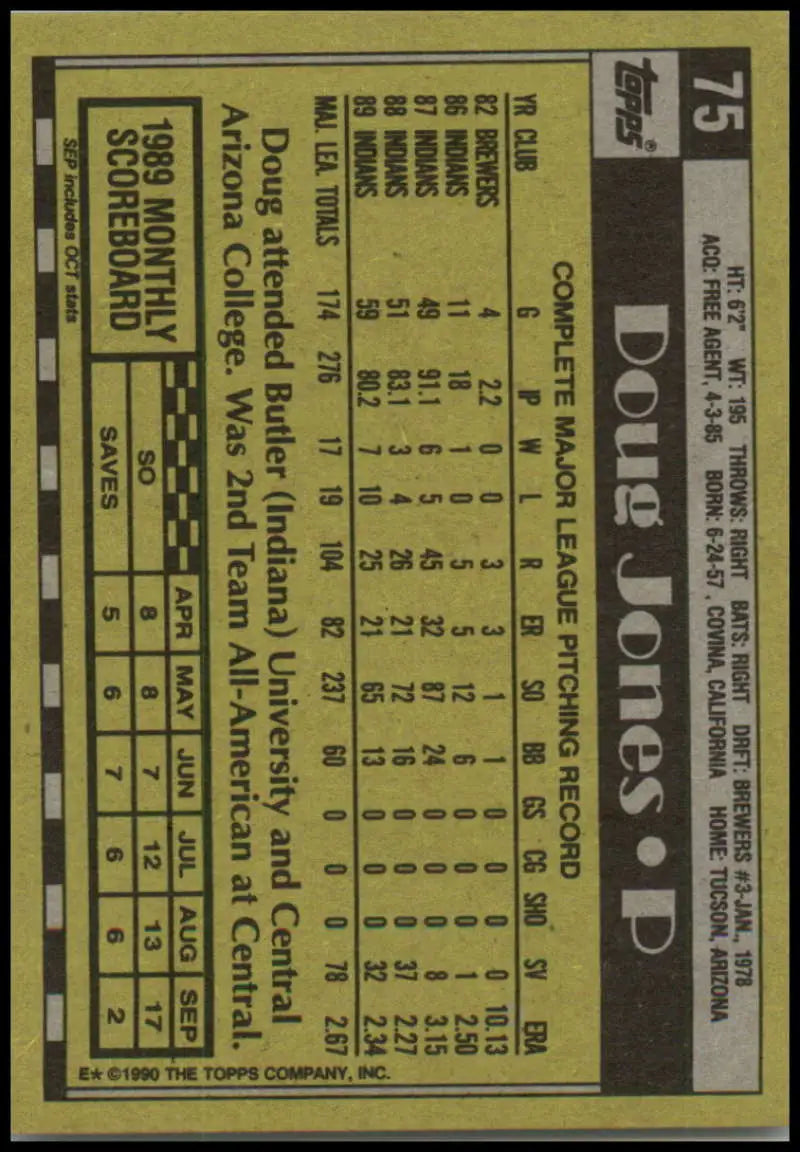 75
HT: 6'2" WT: 195 THROWS: RIGHT BATS: RIGHT DRFT: BREWERS #3-JAN., 1978
ACQ: FREE AGENT, 4-3-85 BORN: 6-24-57, COVINA, CALIFORNIA HOME: TUCSON, ARIZONA
topps®
Doug Jones • P
COMPLETE MAJOR LEAGUE PITCHING RECORD
YR CLUB G IP W L R ER SO BB GS CG SHO SV ERA
82 BREWERS 4 2.2 0 0 3 3 1 1 0 0 0 0 10.13
86 INDIANS 11 18 1 0 5 5 12 6 0 0 0 1 2.50
87 INDIANS 49 91.1 6 5 45 32 87 24 0 0 0 8 3.15
88 INDIANS 51 83.1 3 4 26 21 72 16 0 0 0 37 2.27
89 INDIANS 59 80.2 7 10 25 21 65 13 0 0 0 32 2.34
MAJ. LEA. TOTALS 174 276 17 19 104 82 237 60 0 0 0 78 2.67
Doug attended Butler (Indiana) University and Central
Arizona College. Was 2nd Team All-American at Central.
1989 MONTHLY
SCOREBOARD
APR MAY JUN JUL AUG SEP
SO 8 8 7 12 13 17
SAVES 5 6 7 6 6 2
SEP includes OCT stats
E* ©1990 THE TOPPS COMPANY, INC.